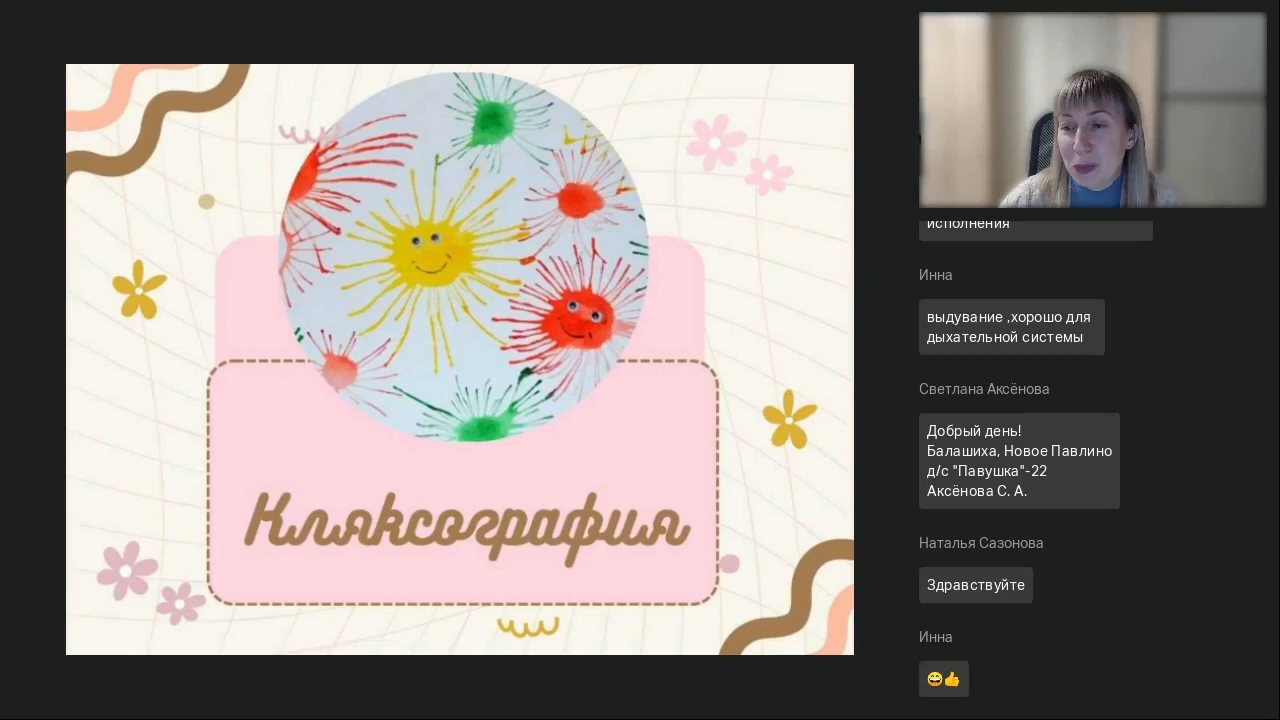 Кляксография
исполнения
Инна
выдувание ,хорошо для
дыхательной системы
Светлана Аксёнова
Добрый день!
Балашиха, Новое Павлино
д/с "Павушка"-22
Аксёнова С. А.
Наталья Сазонова
Здравствуйте
Инна
😄👍